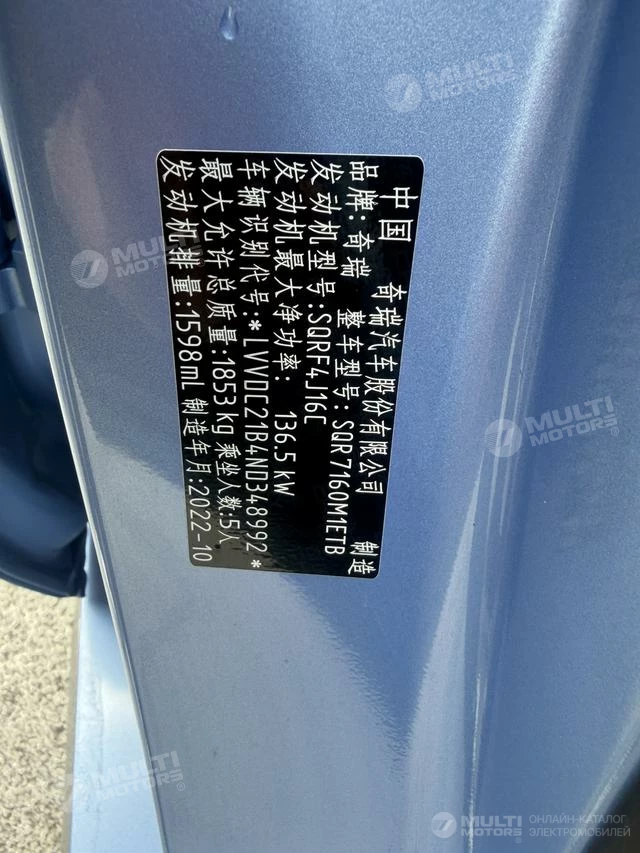 中国 奇瑞汽车股份有限公司 制造
品牌:奇瑞 整车型号:SQR7160M1ETB
发动机型号:SQRF4J16C
发动机最大净功率: 136.5 kW
车辆识别代号:*LVVDC21B4ND348992*
最大允许总质量:1853 kg 乘坐人数:5人
发动机排量:1598mL 制造年月:2022-10
MULTI MOTORS
MULTI MOTORS
MULTI MOTORS
MULTI MOTORS
MULTI MOTORS
ОНЛАЙН-КАТАЛОГ
ЭЛЕКТРОМОБИЛЕЙ